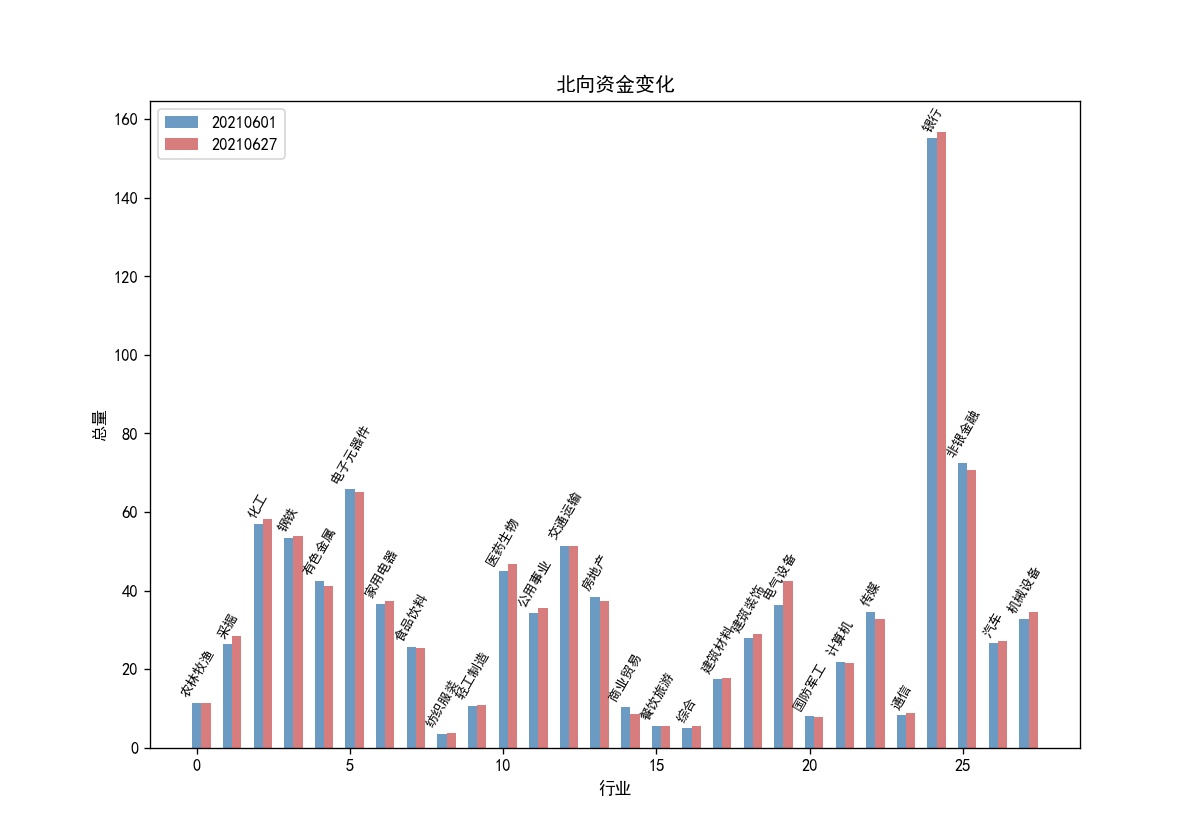 北向资金变化
20210601
20210627
总量
160
140
120
100
80
60
40
20
0
农林牧渔
采掘
化工
钢铁
有色金属
电子元器件
家用电器
食品饮料
纺织服装
轻工制造
医药生物
公用事业
交通运输
房地产
商业贸易
餐饮旅游
综合
建筑材料
建筑装饰
电气设备
国防军工
计算机
传媒
通信
银行
非银金融
汽车
机械设备
0 5 10 15 20 25
行业